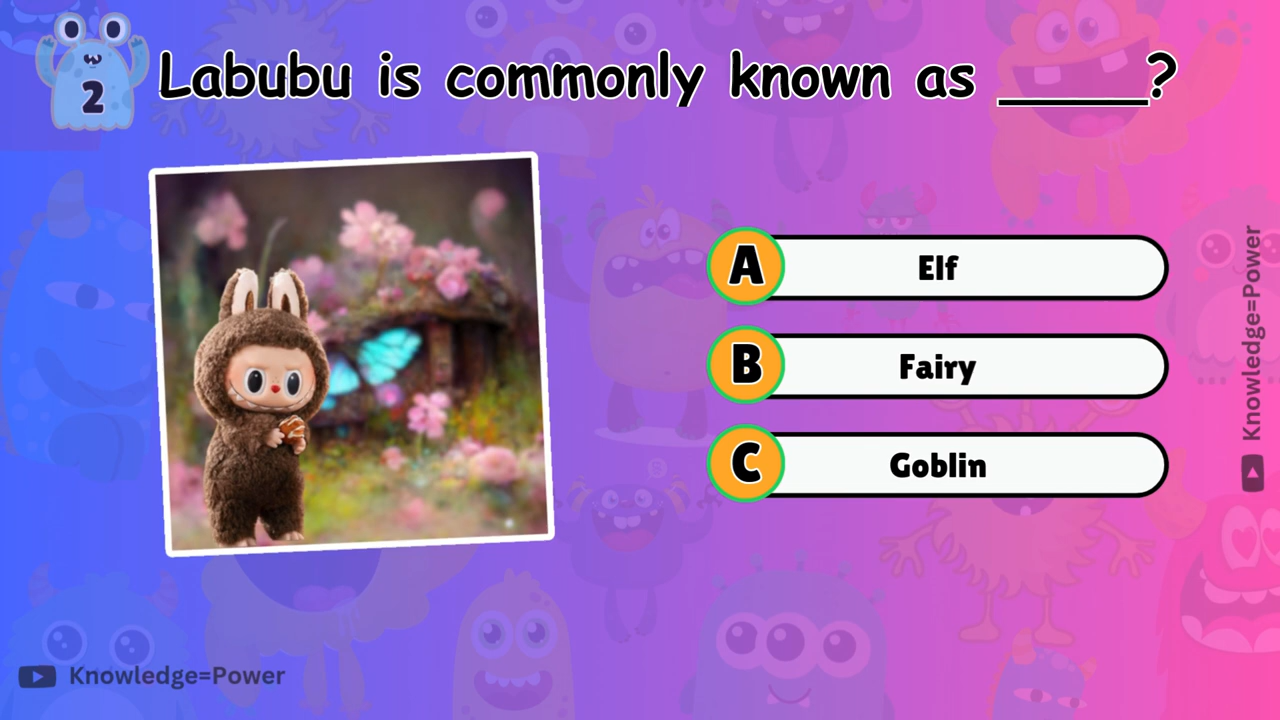 2
Labubu is commonly known as _____?
A Elf
B Fairy
C Goblin
Knowledge=Power
Knowledge=Power